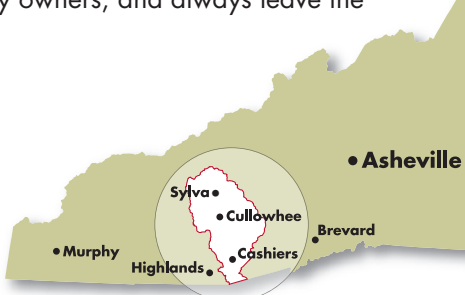 y owners, and always leave the
Asheville
Sylva
Cullowhee
Brevard
Murphy
Cashiers
Highlands